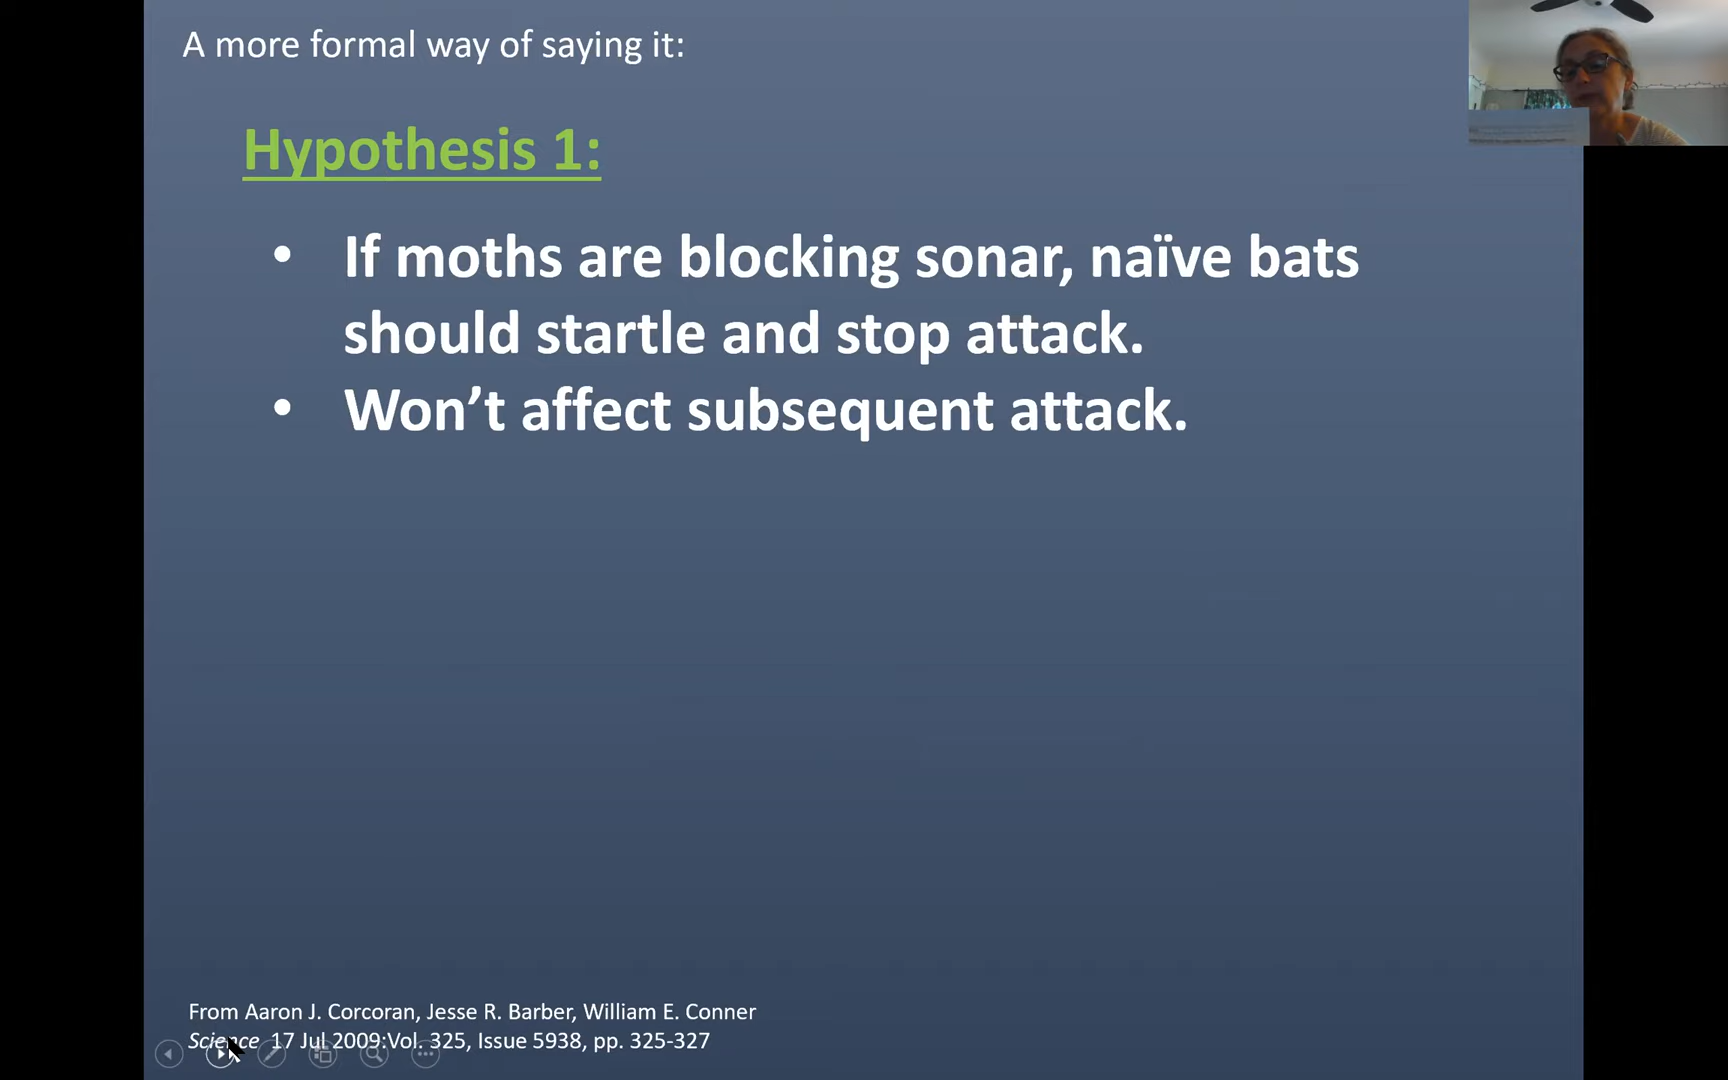 A more formal way of saying it:
Hypothesis 1:
• If moths are blocking sonar, naïve bats
should startle and stop attack.
• Won’t affect subsequent attack.
From Aaron J. Corcoran, Jesse R. Barber, William E. Conner
Science 17 Jul 2009:Vol. 325, Issue 5938, pp. 325-327